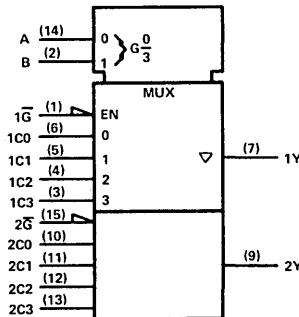 A (14) 0
B (2) 1 } G 0/3
MUX
1G̅ (1) EN
1C0 (6) 0
1C1 (5) 1 ▽ (7) 1Y
1C2 (4) 2
1C3 (3) 3
2G̅ (15)
2C0 (10)
2C1 (11) (9) 2Y
2C2 (12)
2C3 (13)